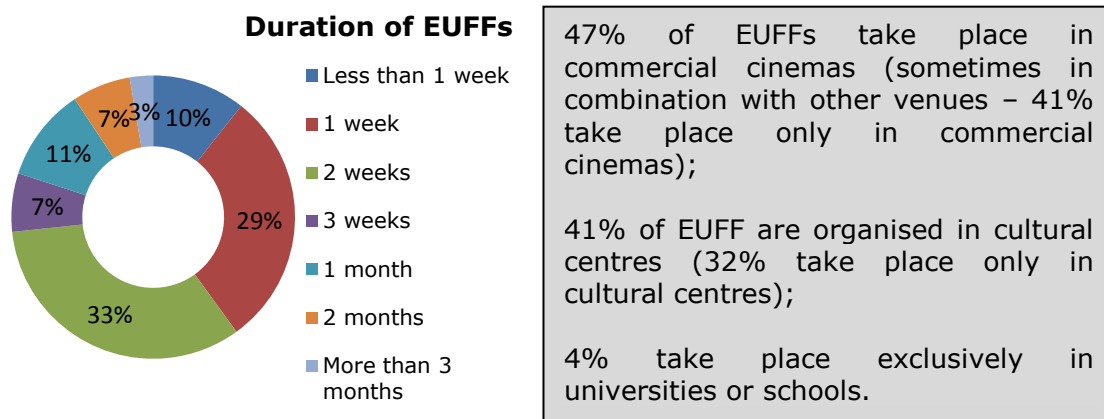 Duration of EUFFs
10%
29%
33%
7%
11%
7%
3%
Less than 1 week
1 week
2 weeks
3 weeks
1 month
2 months
More than 3
months
47% of EUFFs take place in
commercial cinemas (sometimes in
combination with other venues – 41%
take place only in commercial
cinemas);
41% of EUFF are organised in cultural
centres (32% take place only in
cultural centres);
4% take place exclusively in
universities or schools.